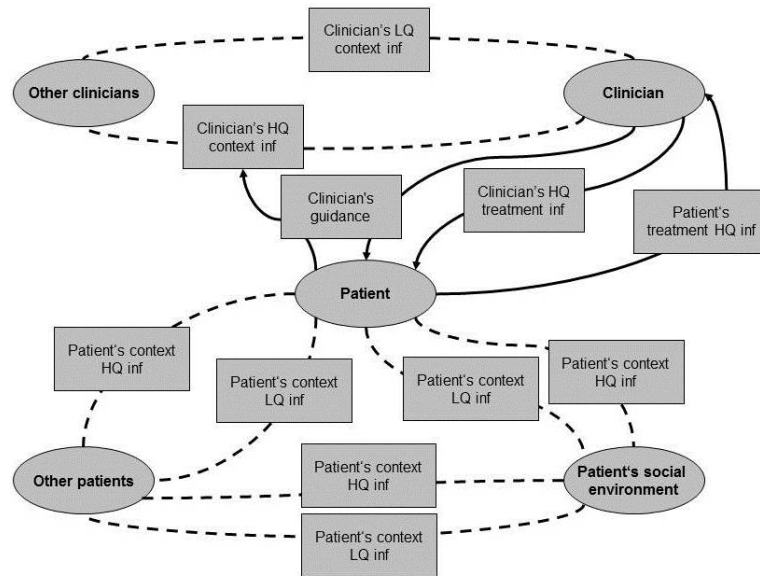 Clinician's LQ
context inf
Other clinicians
Clinician
Clinician's HQ
context inf
Clinician's
guidance
Clinician's HQ
treatment inf
Patient's
treatment HQ inf
Patient
Patient's context
HQ inf
Patient's context
LQ inf
Patient's context
LQ inf
Patient's context
HQ inf
Other patients
Patient's context
HQ inf
Patient's social
environment
Patient's context
LQ inf